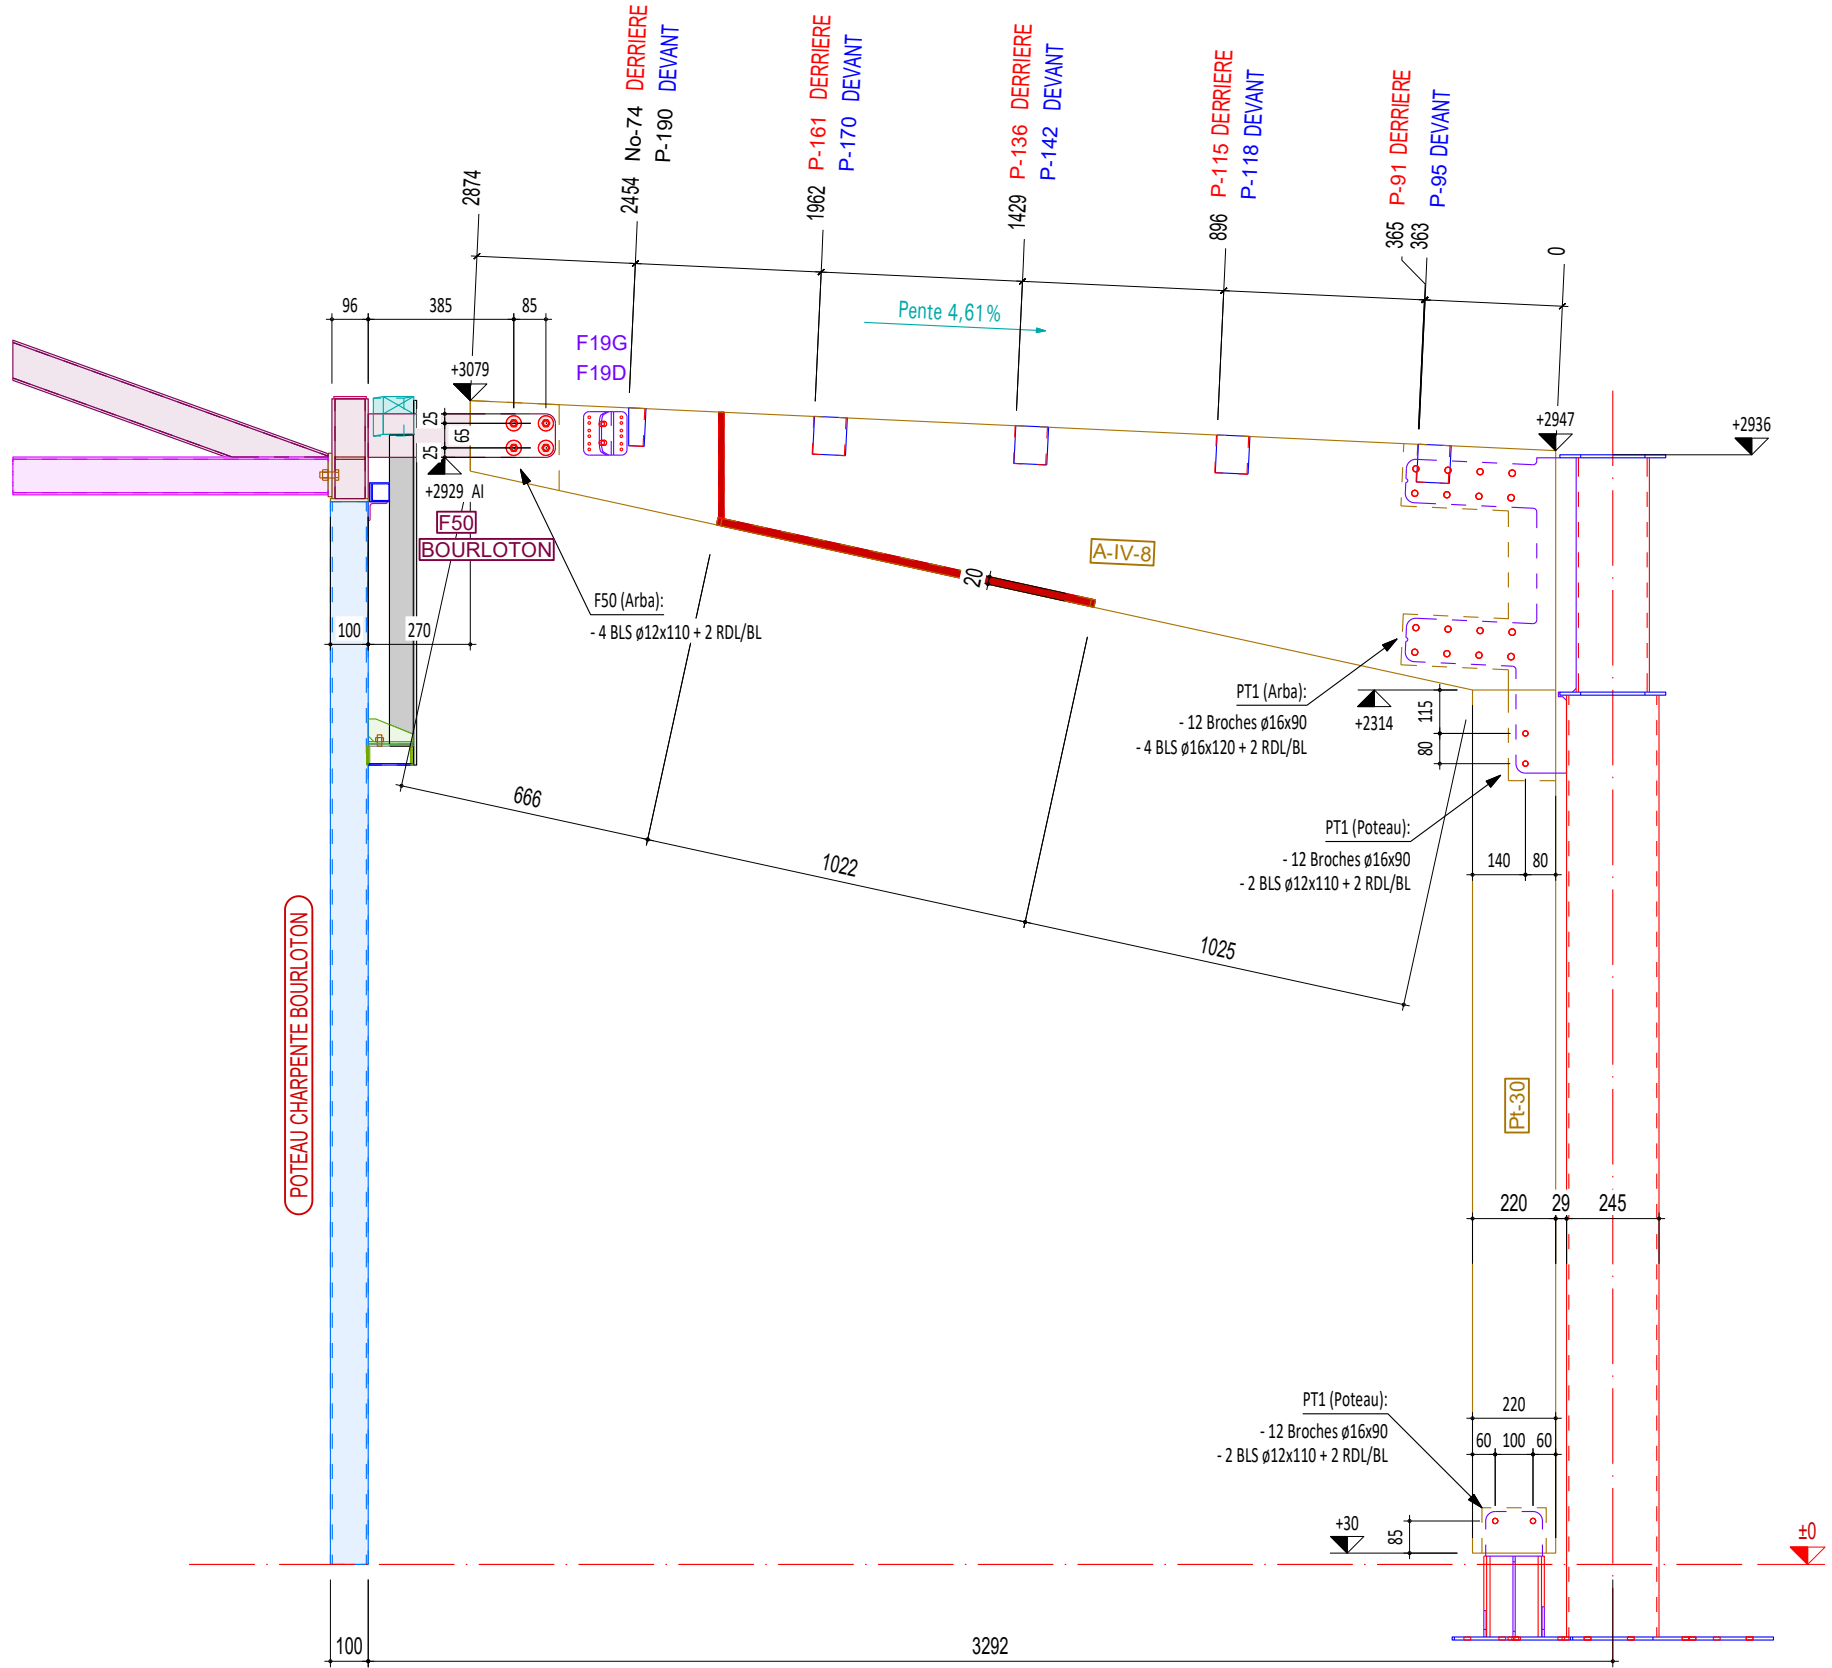 No-74 DERRIERE
P-190 DEVANT
P-161 DERRIERE
P-170 DEVANT
P-136 DERRIERE
P-142 DEVANT
P-115 DERRIERE
P-118 DEVANT
P-91 DERRIERE
P-95 DEVANT
2874
2454
1962
1429
896
365
363
0
96
385
85
Pente 4,61%
F19G
F19D
+3079
25
65
25
+2929 AI
F50
BOURLOTON
+2947
+2936
A-IV-8
20
F50 (Arba):
- 4 BLS ø12x110 + 2 RDL/BL
100
270
PT1 (Arba):
- 12 Broches ø16x90
- 4 BLS ø16x120 + 2 RDL/BL
+2314
115
80
666
1022
1025
PT1 (Poteau):
- 12 Broches ø16x90
- 2 BLS ø12x110 + 2 RDL/BL
140
80
POTEAU CHARPENTE BOURLOTON
Pt-30
220
29
245
PT1 (Poteau):
- 12 Broches ø16x90
- 2 BLS ø12x110 + 2 RDL/BL
220
60
100
60
+30
85
±0
100
3292